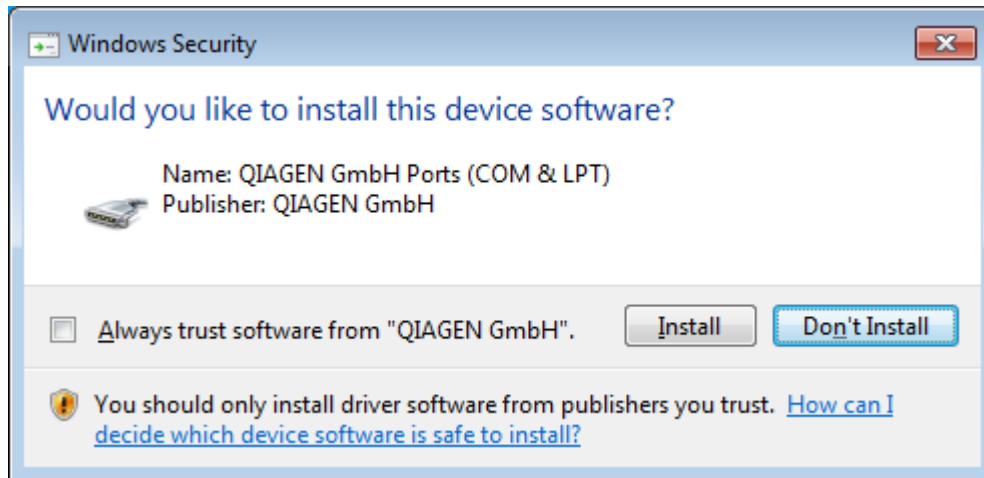 Windows Security
Would you like to install this device software?
Name: QIAGEN GmbH Ports (COM & LPT)
Publisher: QIAGEN GmbH
Always trust software from "QIAGEN GmbH".
Install
Don't Install
You should only install driver software from publishers you trust. How can I
decide which device software is safe to install?